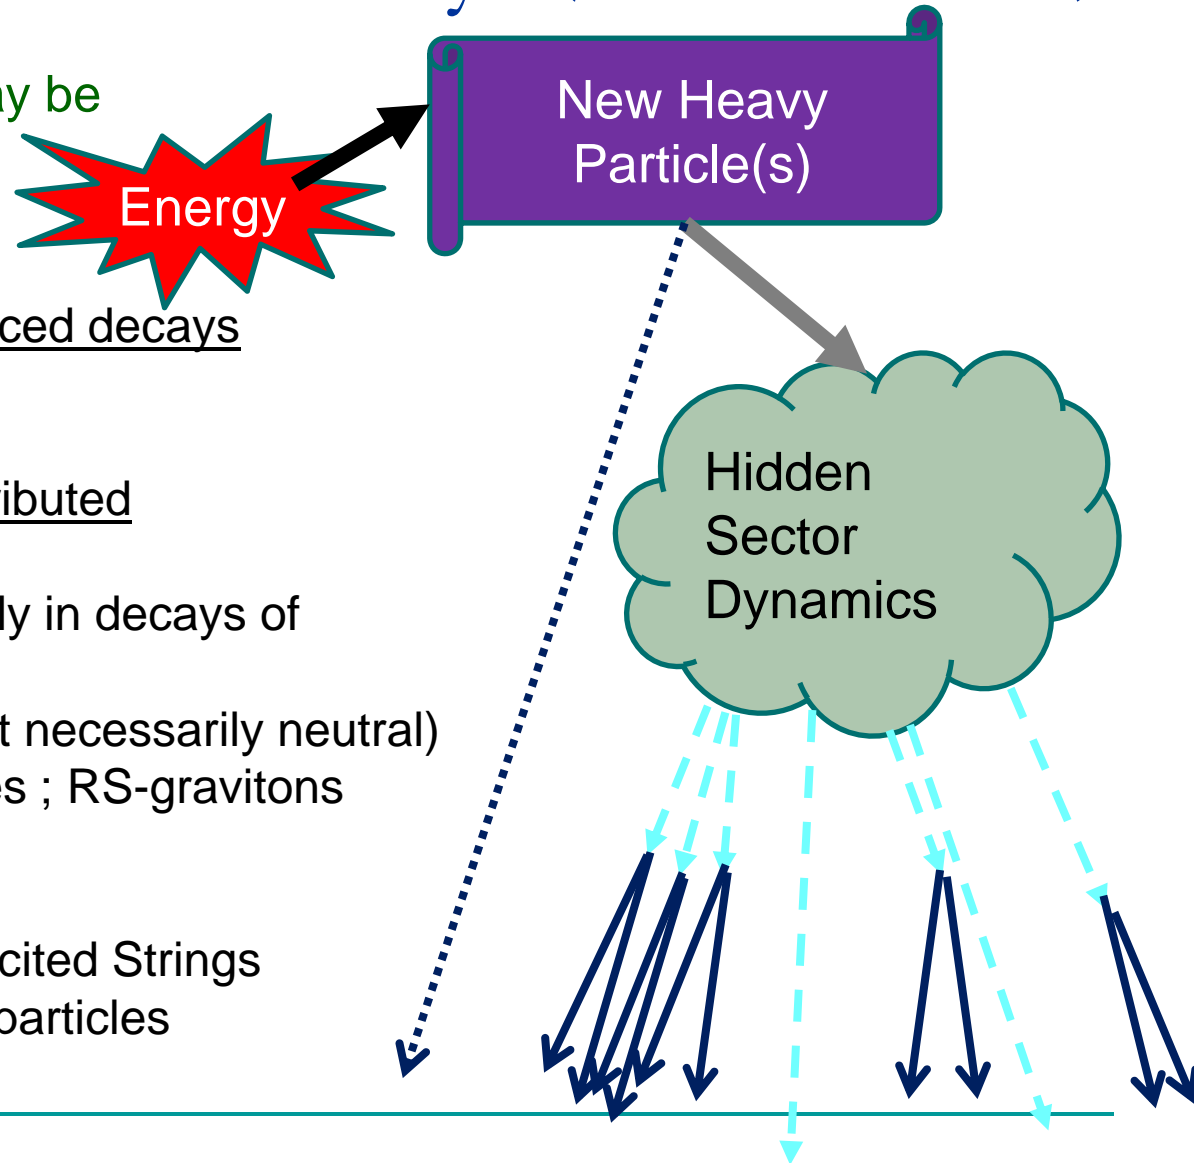 ay be
New Heavy
Particle(s)
Energy
ced decays
Hidden
Sector
Dynamics
ributed
ly in decays of
t necessarily neutral)
es ; RS-gravitons
cited Strings
particles